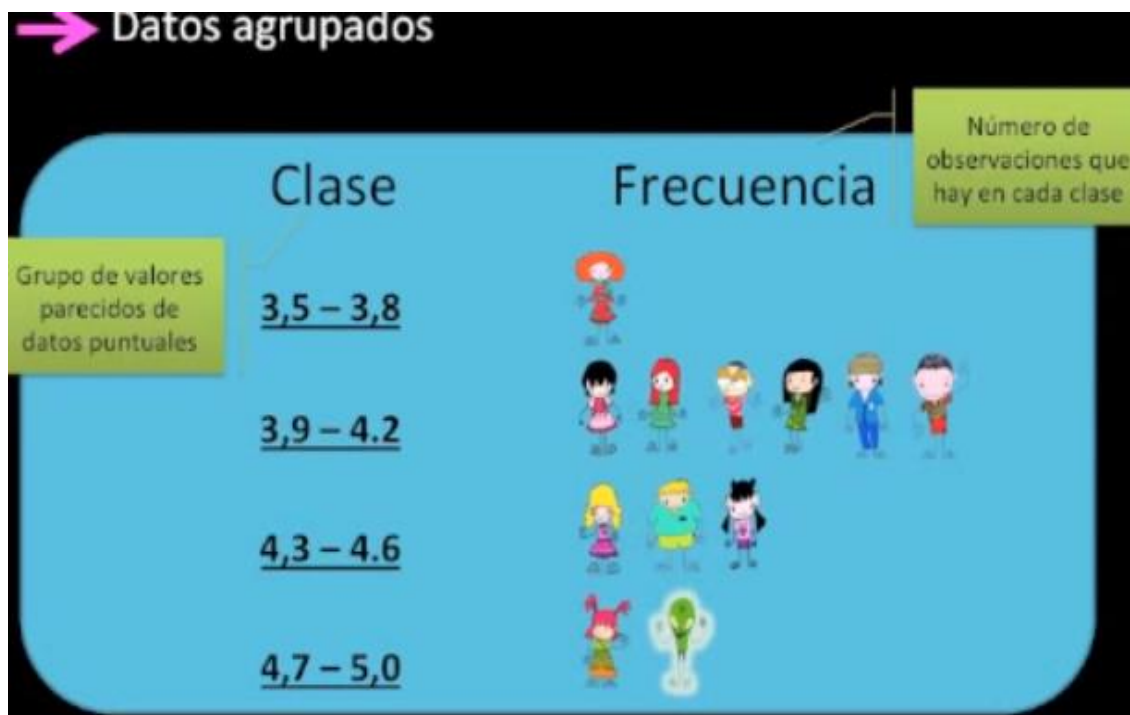 Datos agrupados
Número de
observaciones que
hay en cada clase
Clase
Frecuencia
Grupo de valores
parecidos de
datos puntuales
3,5 – 3,8
3,9 – 4.2
4,3 – 4.6
4,7 – 5,0